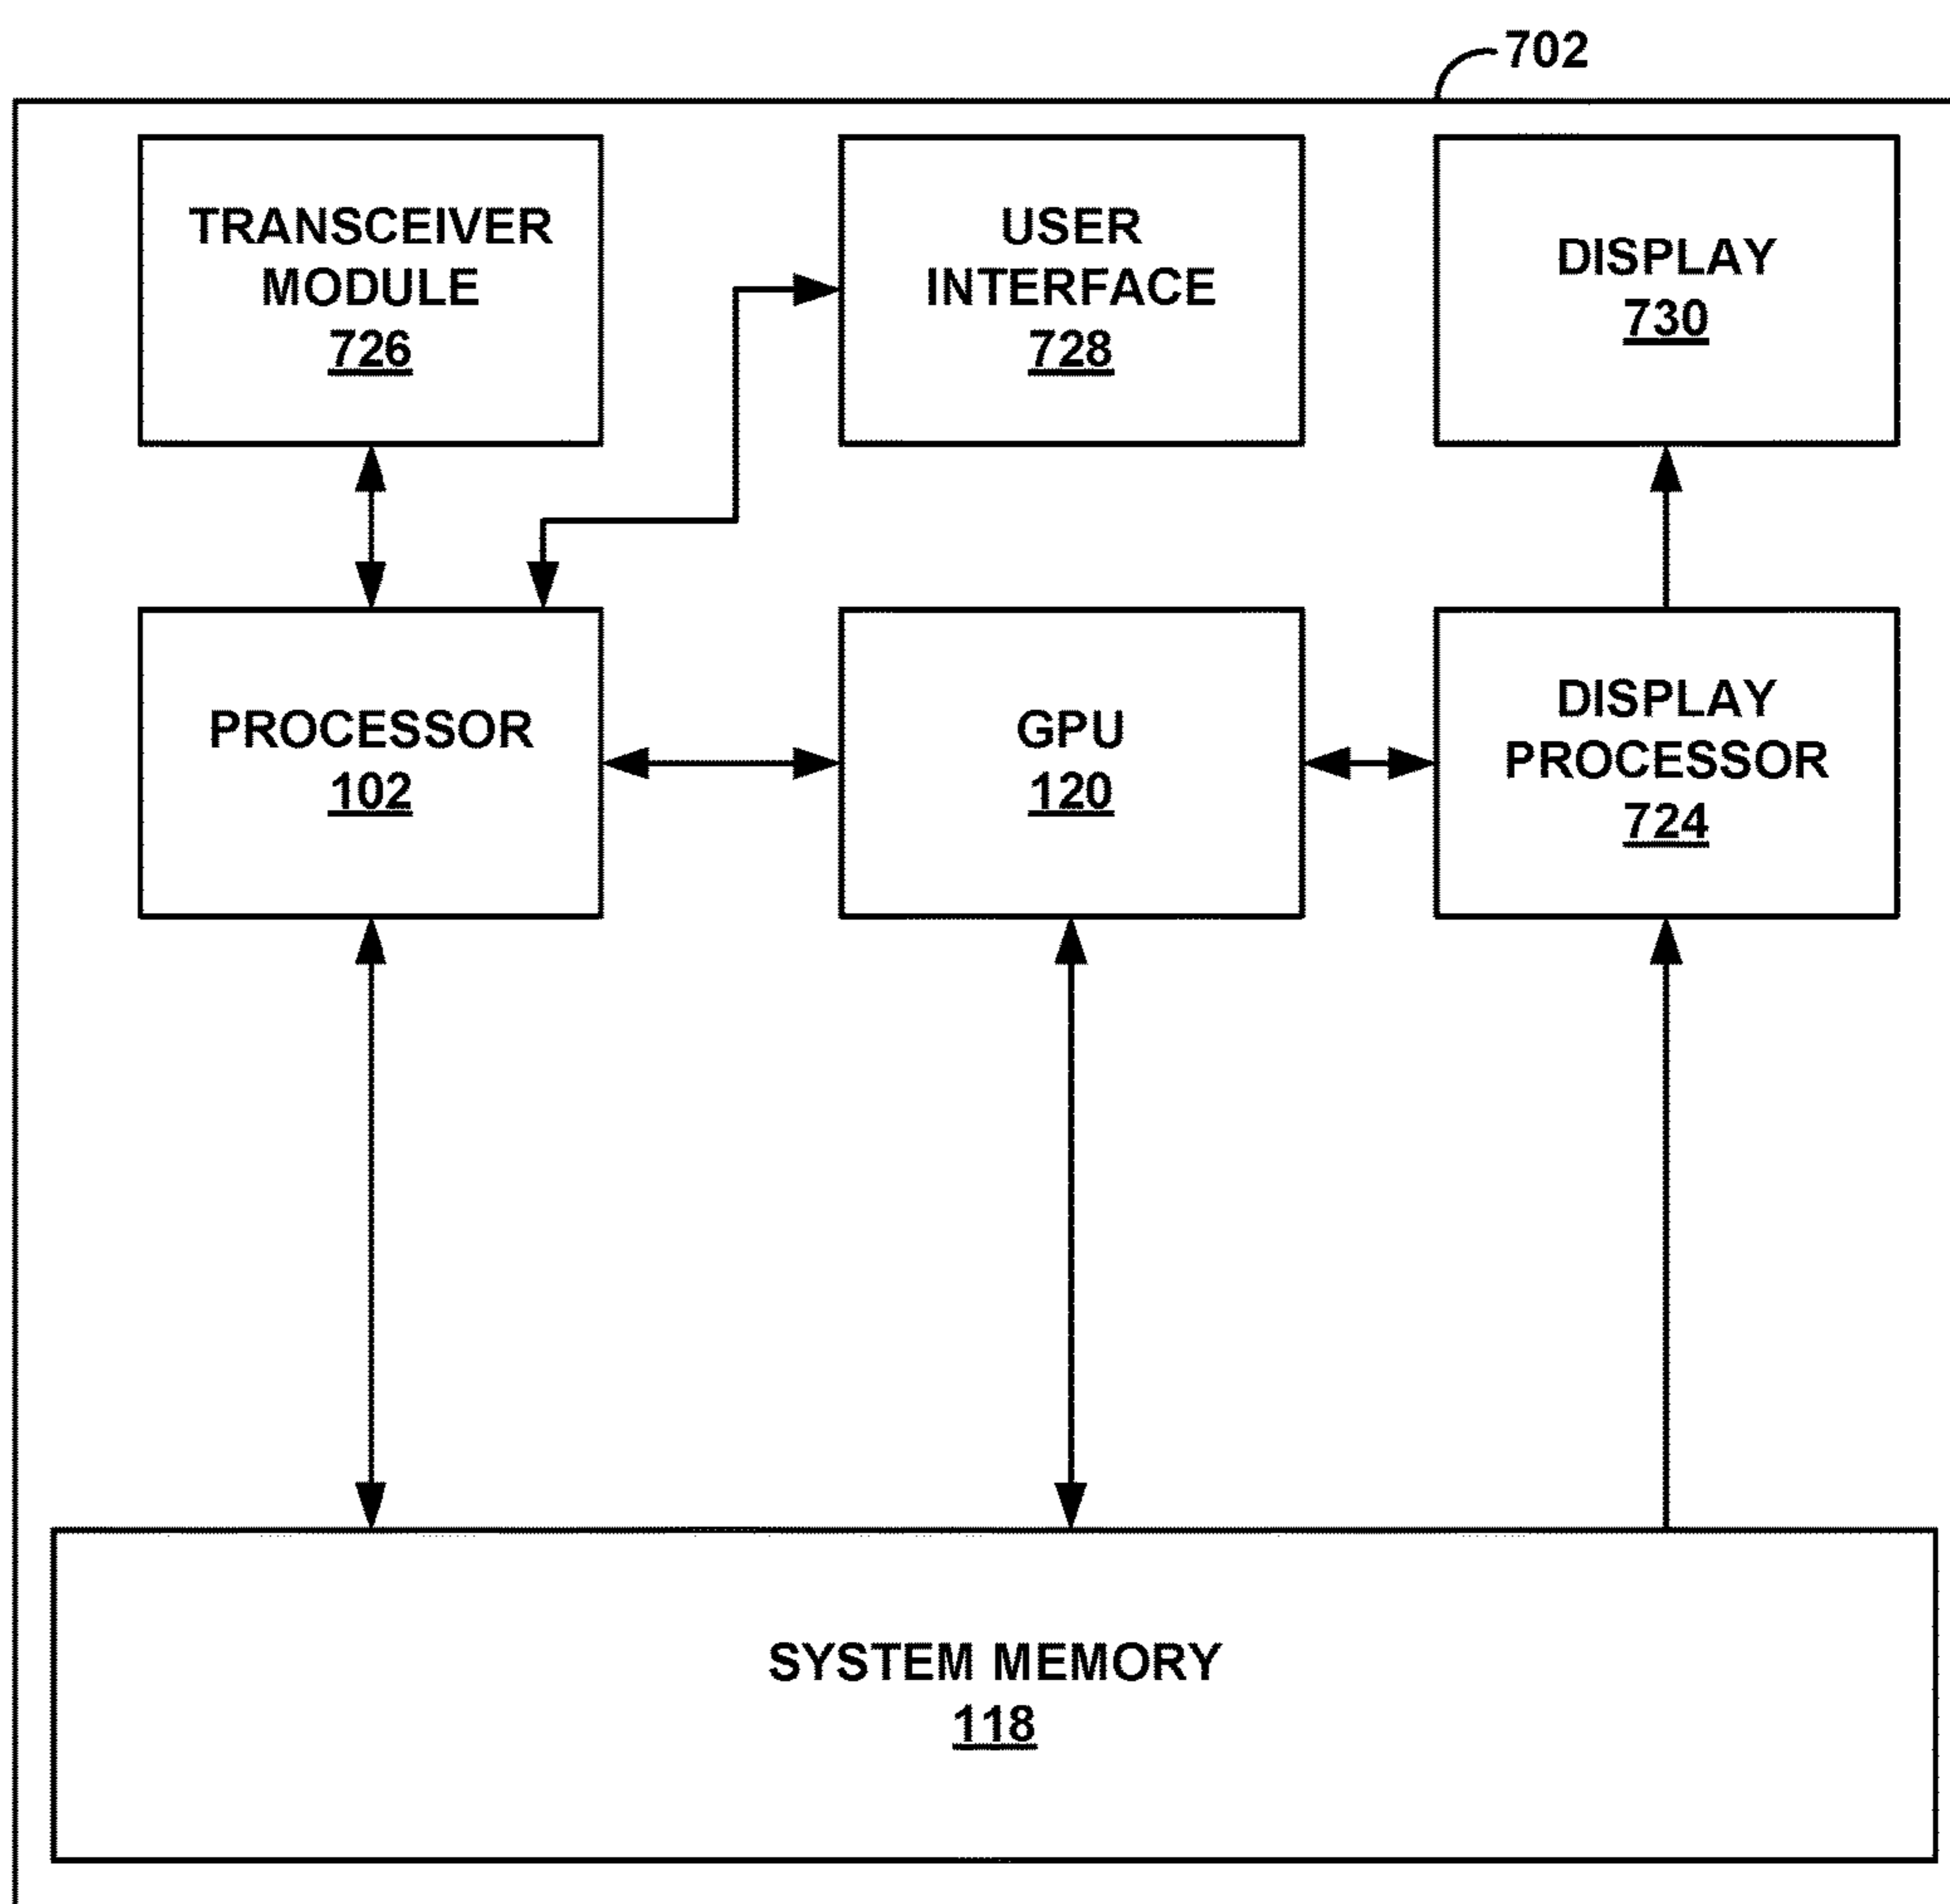 702
TRANSCEIVER
MODULE
726
USER
INTERFACE
728
DISPLAY
730
PROCESSOR
102
GPU
120
DISPLAY
PROCESSOR
724
SYSTEM MEMORY
118